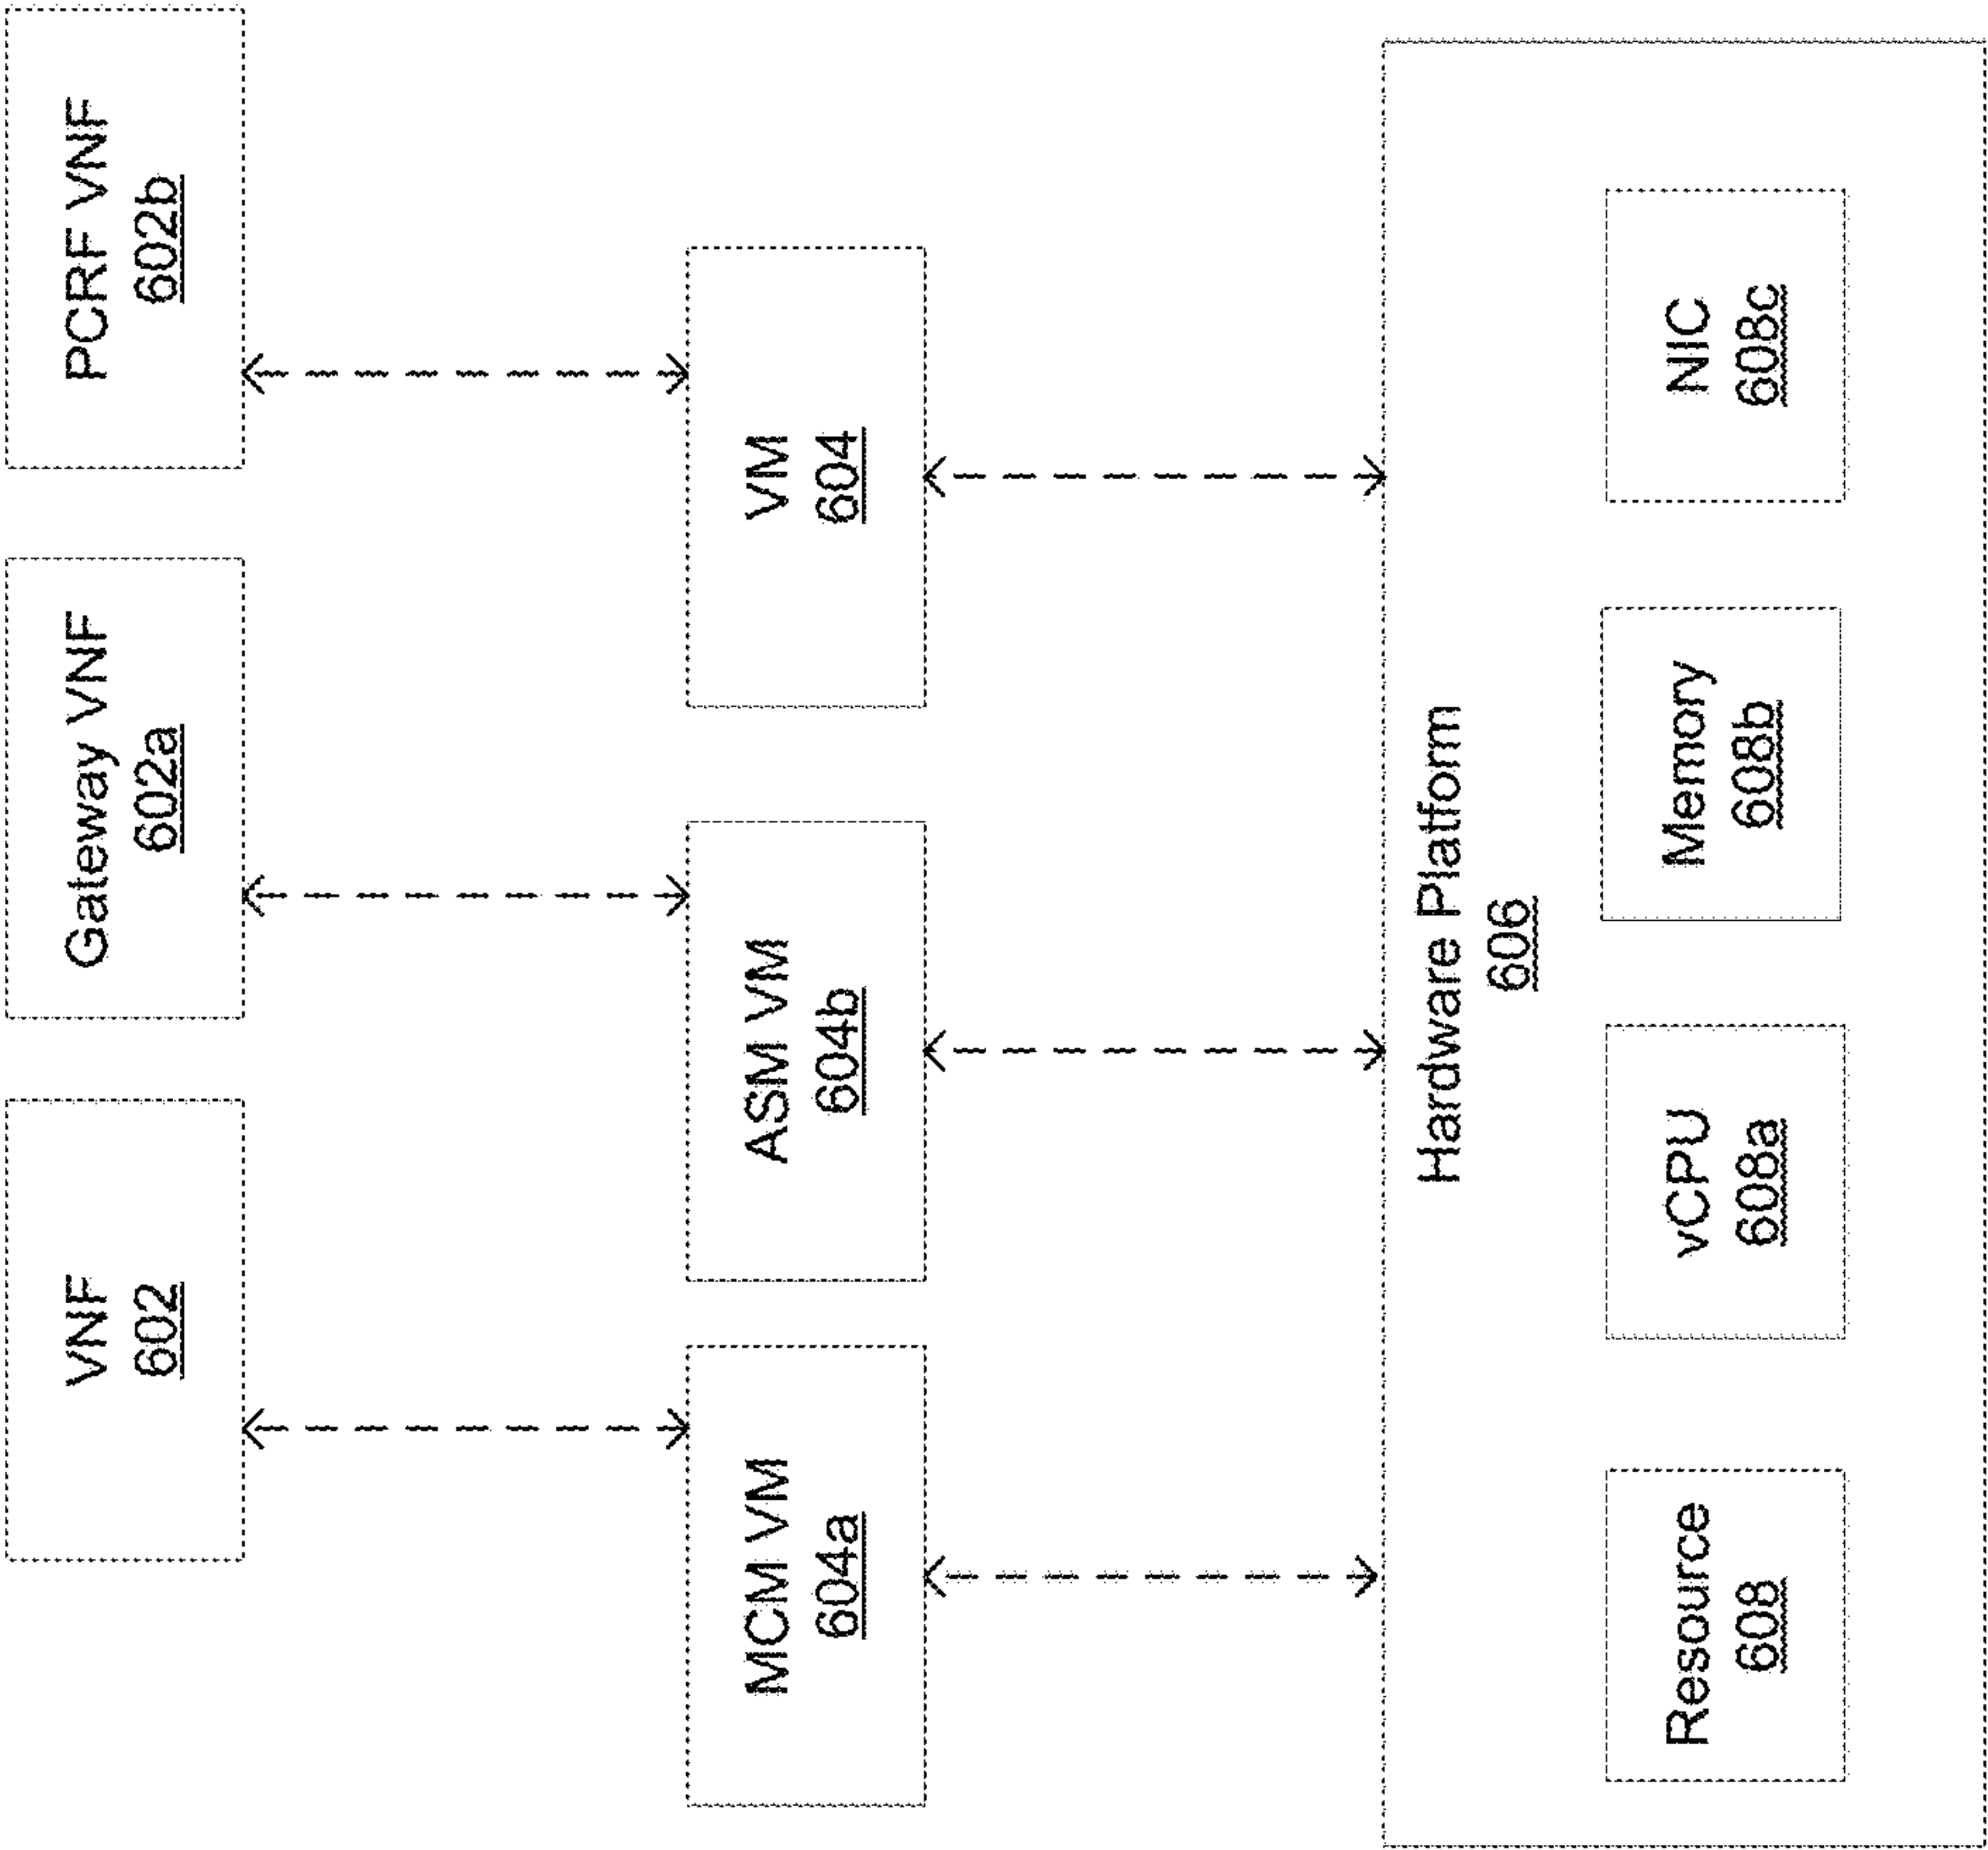 VNF
602
Gateway VNF
602a
PCRF VNF
602b
MCM VM
604a
ASM VM
604b
VM
604
Hardware Platform
606
Resource
608
vCPU
608a
Memory
608b
NIC
608c